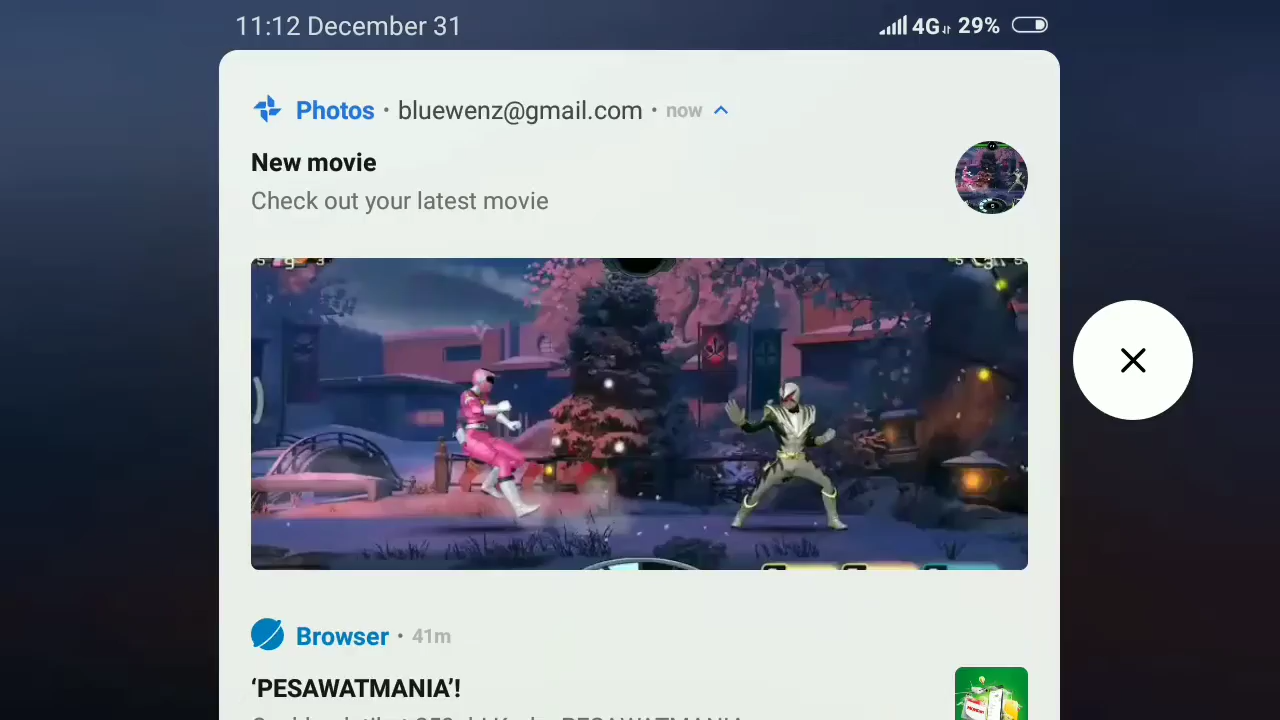 11:12 December 31
4G 29%
Photos • bluewenz@gmail.com • now
New movie
Check out your latest movie
Browser • 41m
‘PESAWATMANIA’!